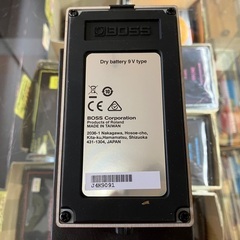 BOSS
Dry battery 9 V type
BOSS Corporation
Products of Roland
MADE IN TAIWAN
2036-1 Nakagawa, Hosoe-cho,
Kita-ku, Hamamatsu, Shizuoka
431-1304, JAPAN
J4K9091